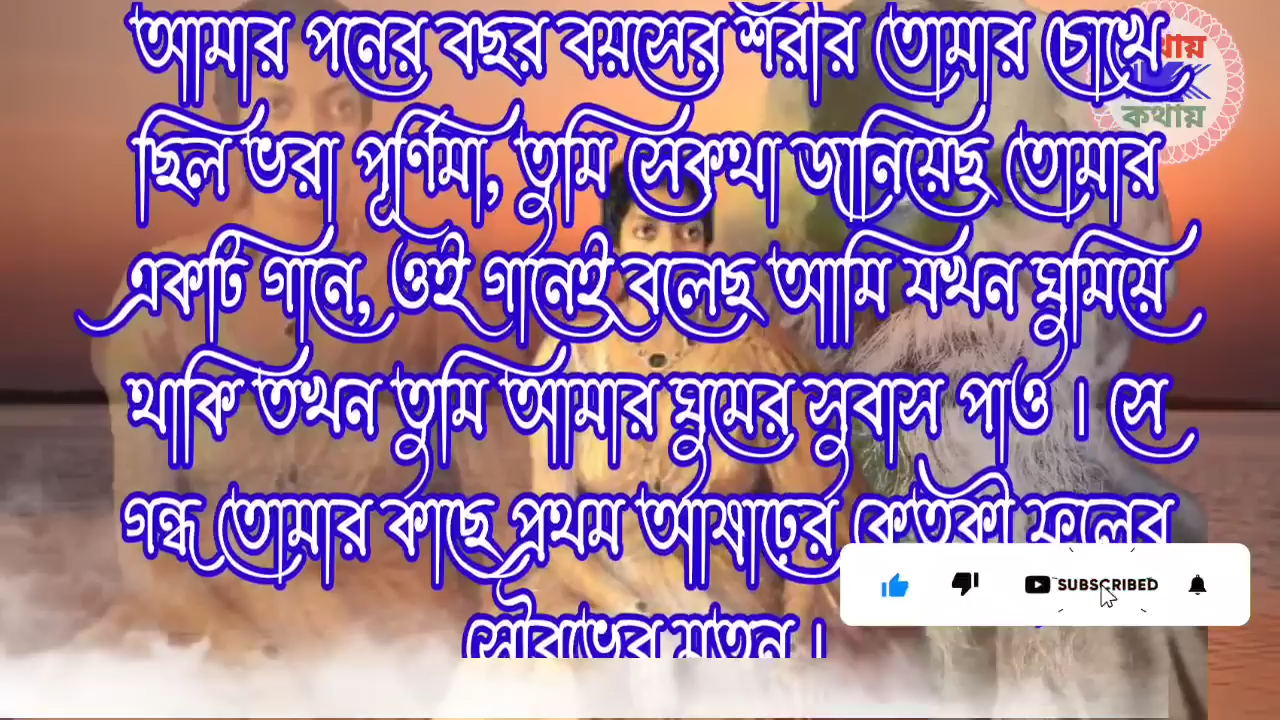 আমার পনের বছর বয়সের শরীর তোমার চোখে
ছিল ভরা পূর্ণিমা, তুমি সেকথা জানিয়েছ তোমার
একটি গানে, ওই গানেই বলেছ আমি যখন ঘুমিয়ে
থাকি তখন তুমি আমার ঘুমের সুবাস পাও । সে
গন্ধ তোমার কাছে প্রথম আষাঢ়ের কেতকী ফুলের
সৌরভের মতন ।
কথায়
SUBSCRIBED